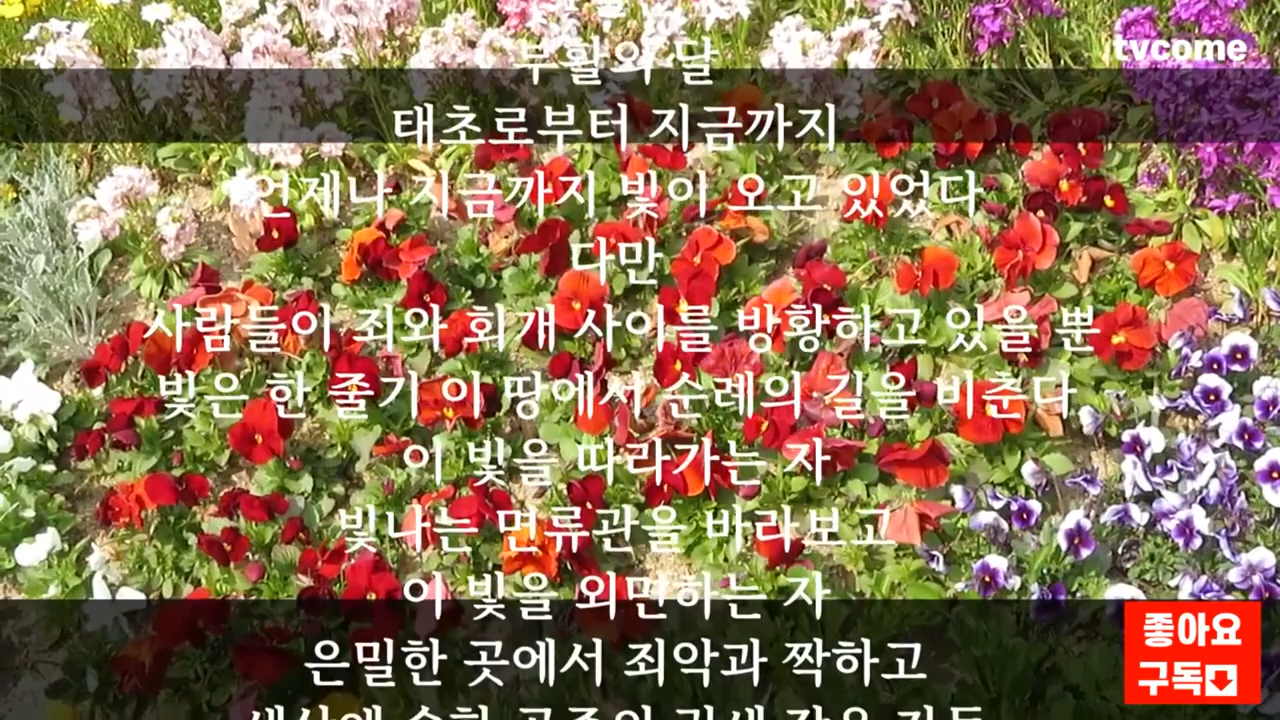 tvcome
부활의 달
태초로부터 지금까지
언제나 지금까지 빛이 오고 있었다
다만
사람들이 죄와 회개 사이를 방황하고 있을 뿐
빛은 한 줄기 이 땅에서 순례의 길을 비춘다
이 빛을 따라가는 자
빛나는 면류관을 바라보고
이 빛을 외면하는 자
은밀한 곳에서 죄악과 짝하고
좋아요
구독